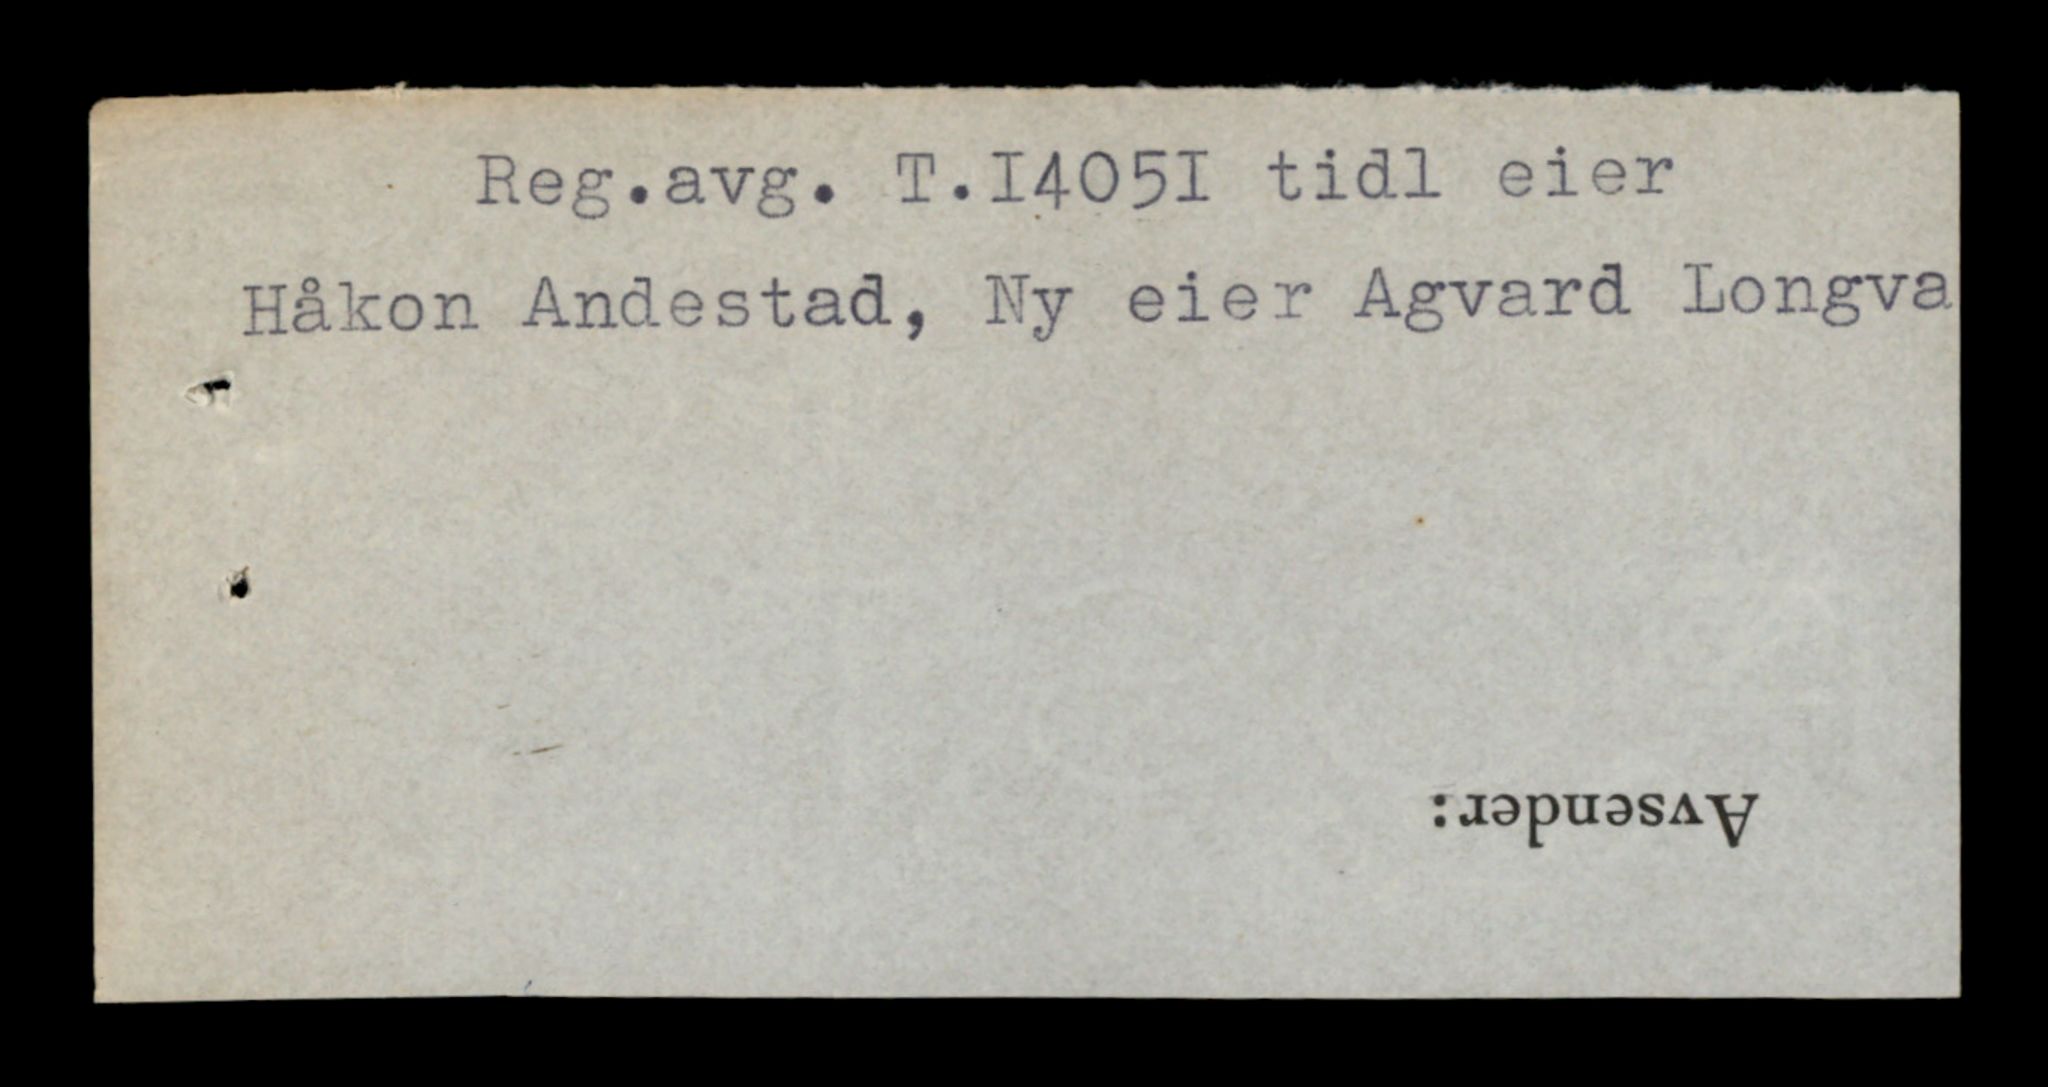 Reg.avg. T.I405I tidl eier
Håkon Andestad, Ny eier Agvard Longva
Avsender: